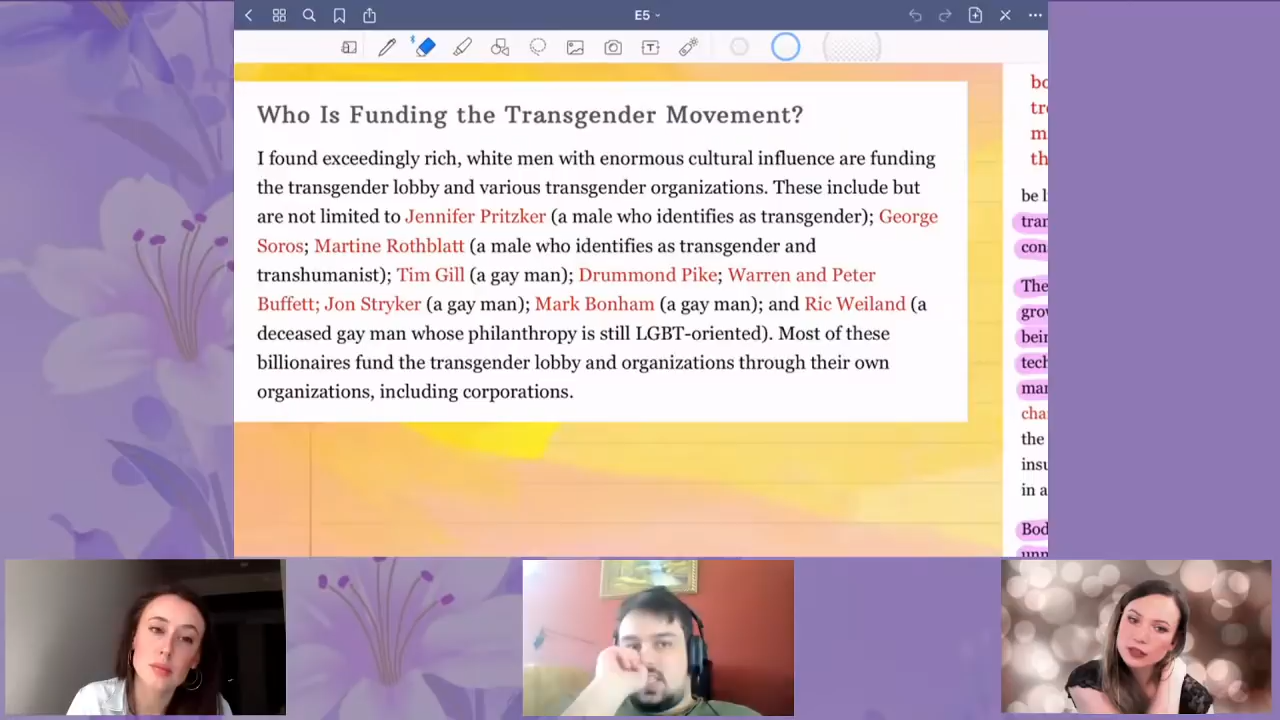 E5
Who Is Funding the Transgender Movement?
I found exceedingly rich, white men with enormous cultural influence are funding
the transgender lobby and various transgender organizations. These include but
are not limited to Jennifer Pritzker (a male who identifies as transgender); George
Soros; Martine Rothblatt (a male who identifies as transgender and
transhumanist); Tim Gill (a gay man); Drummond Pike; Warren and Peter
Buffett; Jon Stryker (a gay man); Mark Bonham (a gay man); and Ric Weiland (a
deceased gay man whose philanthropy is still LGBT-oriented). Most of these
billionaires fund the transgender lobby and organizations through their own
organizations, including corporations.
be
The
the
in a